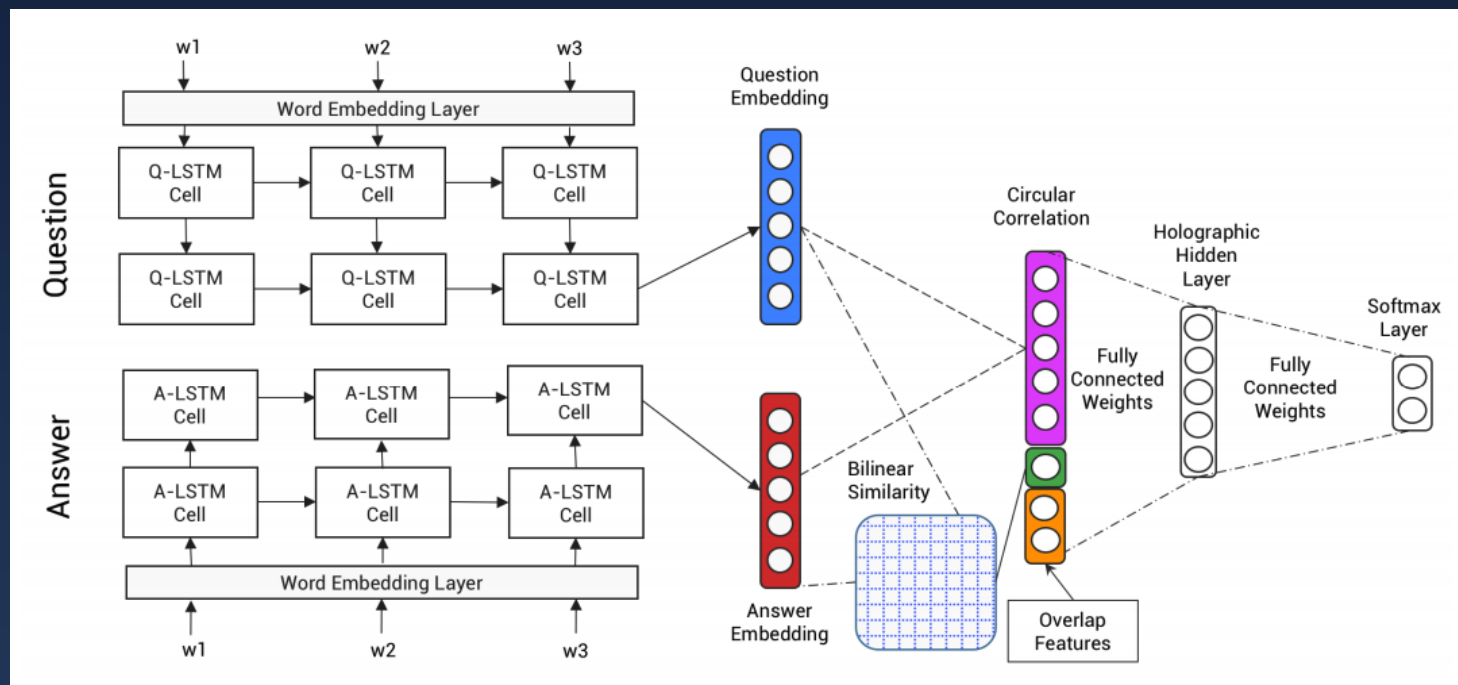 w1 w2 w3
Word Embedding Layer
Question
Q-LSTM Cell
Q-LSTM Cell
Q-LSTM Cell
Q-LSTM Cell
Q-LSTM Cell
Q-LSTM Cell
Answer
A-LSTM Cell
A-LSTM Cell
A-LSTM Cell
A-LSTM Cell
A-LSTM Cell
A-LSTM Cell
Word Embedding Layer
w1 w2 w3
Question
Embedding
Answer
Embedding
Bilinear
Similarity
Circular
Correlation
Fully
Connected
Weights
Overlap
Features
Holographic
Hidden
Layer
Fully
Connected
Weights
Softmax
Layer